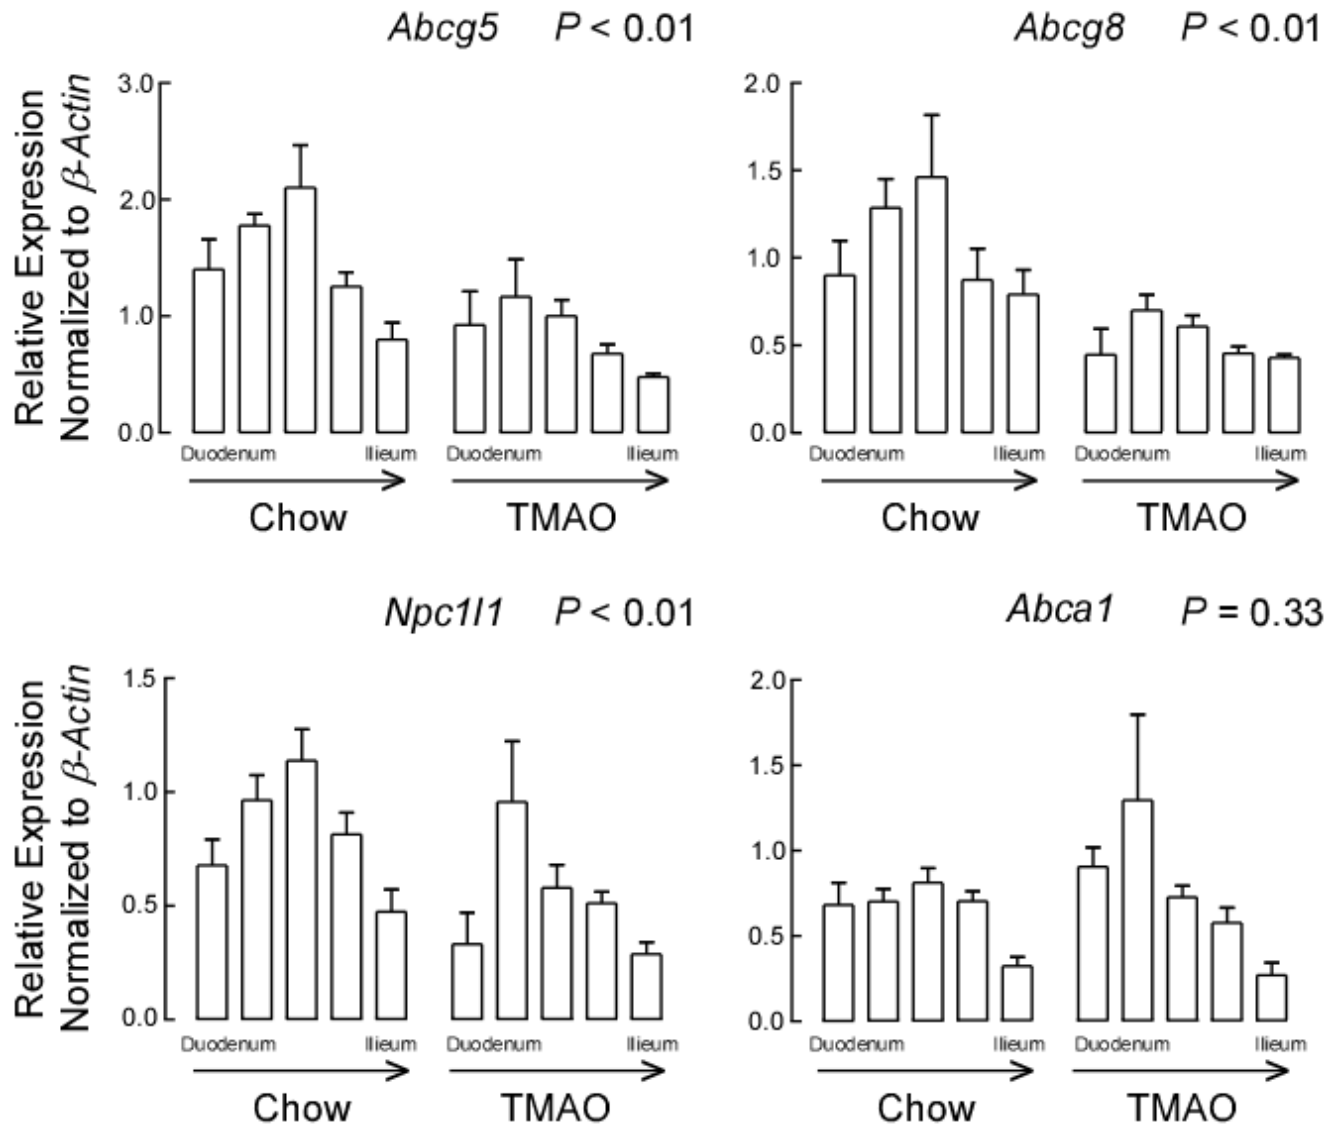 Abcg5 P < 0.01
Relative Expression
Normalized to β-Actin
3.0
2.0
1.0
0.0
Duodenum Ilieum Duodenum Ilieum
Chow TMAO
Abcg8 P < 0.01
2.0
1.5
1.0
0.5
0.0
Duodenum Ilieum Duodenum Ilieum
Chow TMAO
Npc1l1 P < 0.01
Relative Expression
Normalized to β-Actin
1.5
1.0
0.5
0.0
Duodenum Ilieum Duodenum Ilieum
Chow TMAO
Abca1 P = 0.33
2.0
1.5
1.0
0.5
0.0
Duodenum Ilieum Duodenum Ilieum
Chow TMAO